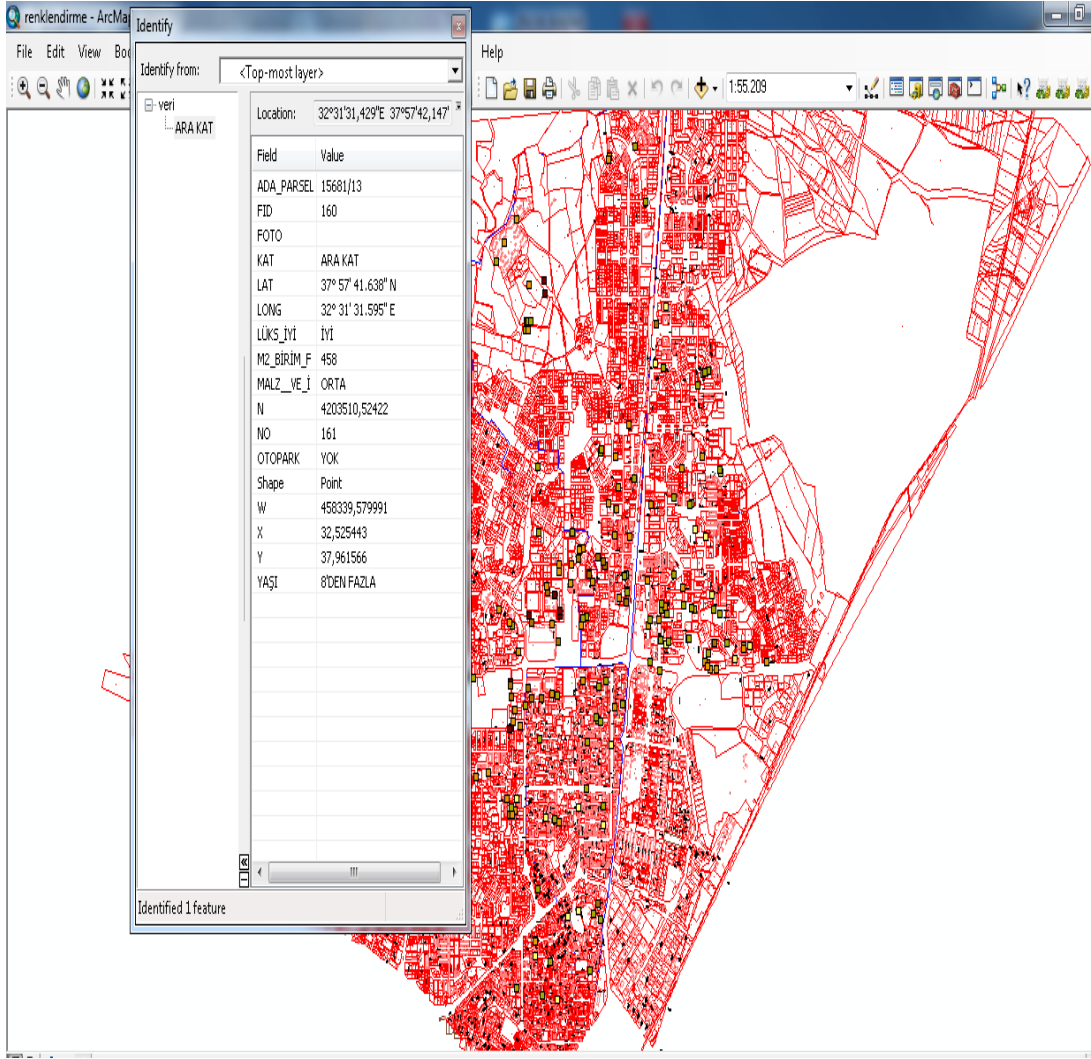 renklendirme - ArcMap
Identify
File Edit View Help
Identify from: <Top-most layer>
1:55.209
veri
ARA KAT
Location: 32°31'31,429"E 37°57'42,147'
Field Value
ADA_PARSEL 15681/13
FID 160
FOTO
KAT ARA KAT
LAT 37° 57' 41.638" N
LONG 32° 31' 31.595" E
LÜKS_İYİ İYİ
M2_BİRİM_F 458
MALZ__VE_İ ORTA
N 4203510,52422
NO 161
OTOPARK YOK
Shape Point
W 458339,579991
X 32,525443
Y 37,961566
YAŞI 8'DEN FAZLA
Identified 1 feature